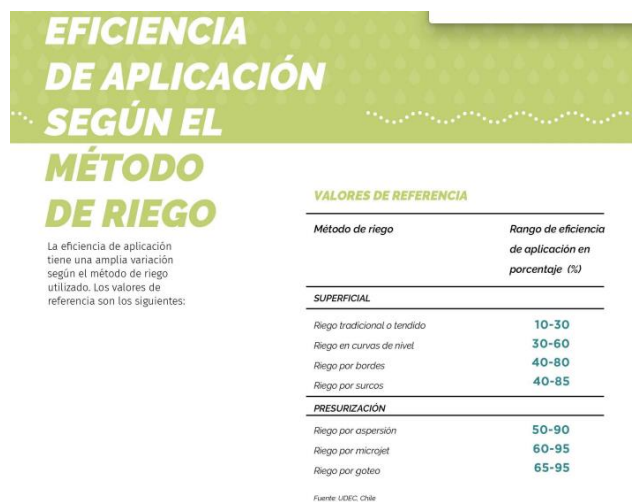 EFICIENCIA
DE APLICACIÓN
SEGÚN EL
MÉTODO
DE RIEGO
La eficiencia de aplicación
tiene una amplia variación
según el método de riego
utilizado. Los valores de
referencia son los siguientes:
VALORES DE REFERENCIA
Método de riego
Rango de eficiencia
de aplicación en
porcentaje (%)
SUPERFICIAL
Riego tradicional o tendido 10-30
Riego en curvas de nivel 30-60
Riego por bordes 40-80
Riego por surcos 40-85
PRESURIZACIÓN
Riego por aspersión 50-90
Riego por microjet 60-95
Riego por goteo 65-95
Fuente: UDEC, Chile